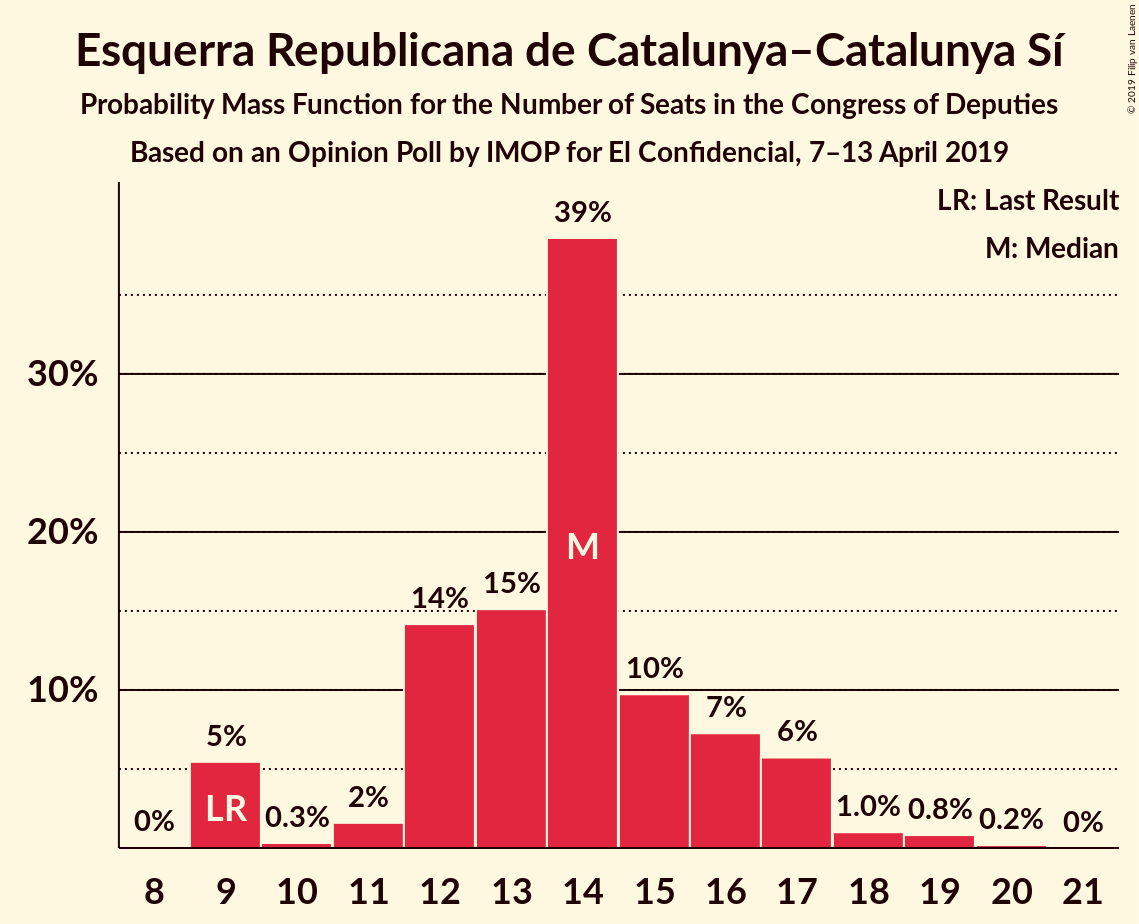 Esquerra Republicana de Catalunya–Catalunya Sí
Probability Mass Function for the Number of Seats in the Congress of Deputies
Based on an Opinion Poll by IMOP for El Confidencial, 7–13 April 2019
© 2019 Filip van Laenen
LR: Last Result
M: Median
39%
30%
20%
10%
M
14%
15%
10%
7%
6%
5%
LR
0%
0.3%
2%
1.0%
0.8%
0.2%
0%
8 9 10 11 12 13 14 15 16 17 18 19 20 21